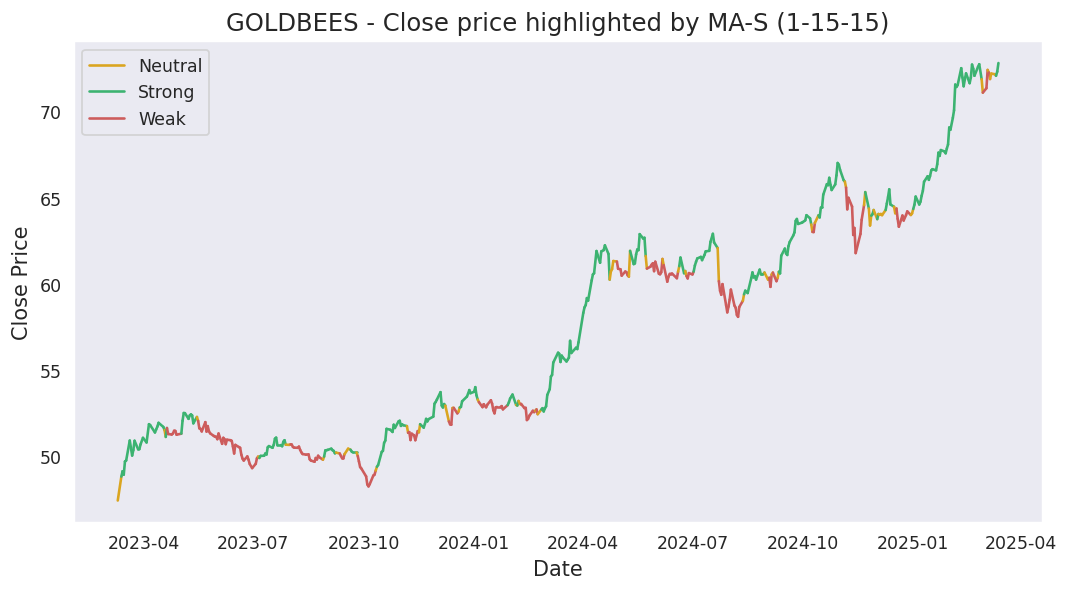 GOLDBEES - Close price highlighted by MA-S (1-15-15)
Neutral
Strong
Weak
Close Price
70
65
60
55
50
2023-04 2023-07 2023-10 2024-01 2024-04 2024-07 2024-10 2025-01 2025-04
Date